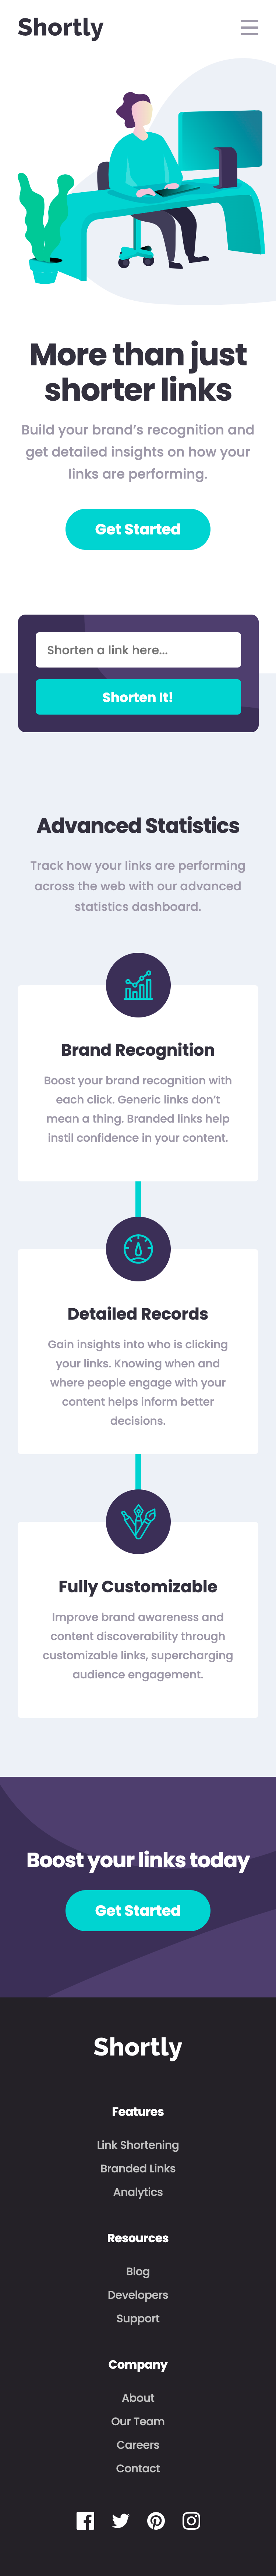 Shortly
More than just
shorter links
Build your brand’s recognition and
get detailed insights on how your
links are performing.
Get Started
Shorten a link here...
Shorten It!
Advanced Statistics
Track how your links are performing
across the web with our advanced
statistics dashboard.
Brand Recognition
Boost your brand recognition with
each click. Generic links don’t
mean a thing. Branded links help
instil confidence in your content.
Detailed Records
Gain insights into who is clicking
your links. Knowing when and
where people engage with your
content helps inform better
decisions.
Fully Customizable
Improve brand awareness and
content discoverability through
customizable links, supercharging
audience engagement.
Boost your links today
Get Started
Shortly
Features
Link Shortening
Branded Links
Analytics
Resources
Blog
Developers
Support
Company
About
Our Team
Careers
Contact